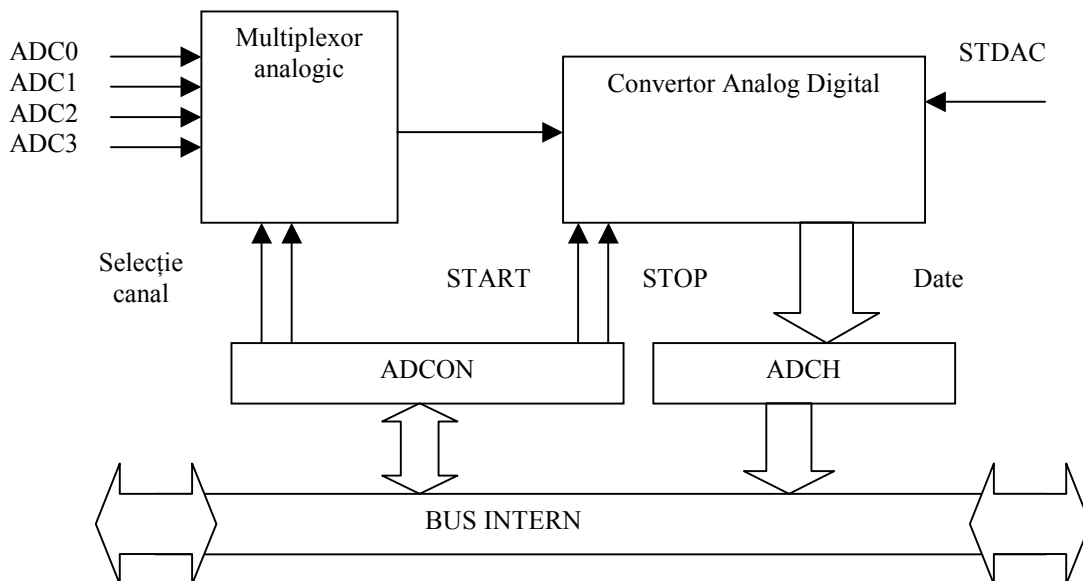 ADC0
ADC1
ADC2
ADC3
Multiplexor
analogic
Convertor Analog Digital
STDAC
Selecție
canal
START
STOP
Date
ADCON
ADCH
BUS INTERN